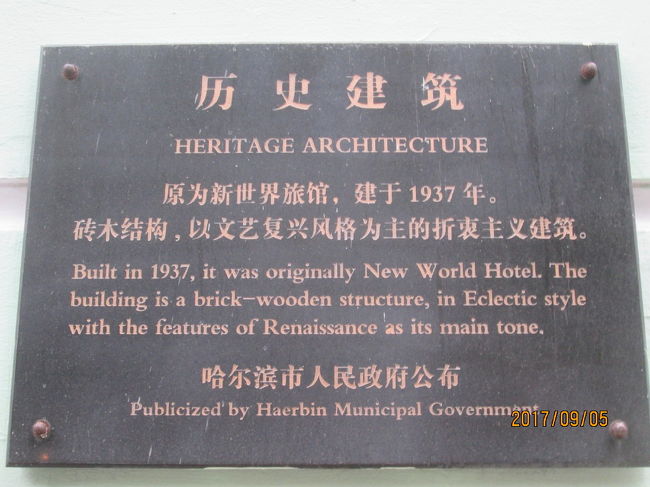 历史建筑
HERITAGE ARCHITECTURE
原为新世界旅馆，建于1937年。
砖木结构，以文艺复兴风格为主的折衷主义建筑。
Built in 1937, it was originally New World Hotel. The
building is a brick-wooden structure, in Eclectic style
with the features of Renaissance as its main tone.
哈尔滨市人民政府公布
Publicized by Haerbin Municipal Government
2017/09/05